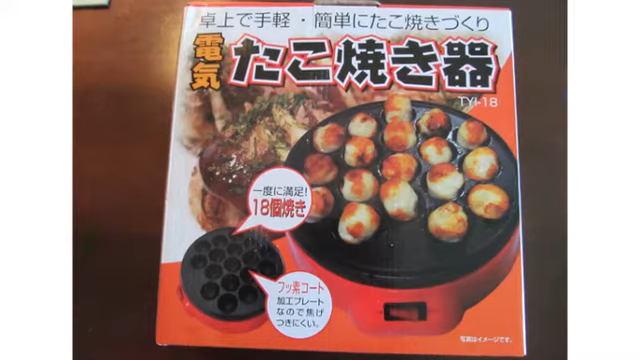 卓上で手軽・簡単にたこ焼きづくり
電気
たこ焼き器
TYI-18
一度に満足!
18個焼き
フッ素コート
加工プレート
なので焦げ
つきにくい。
写真はイメージです。